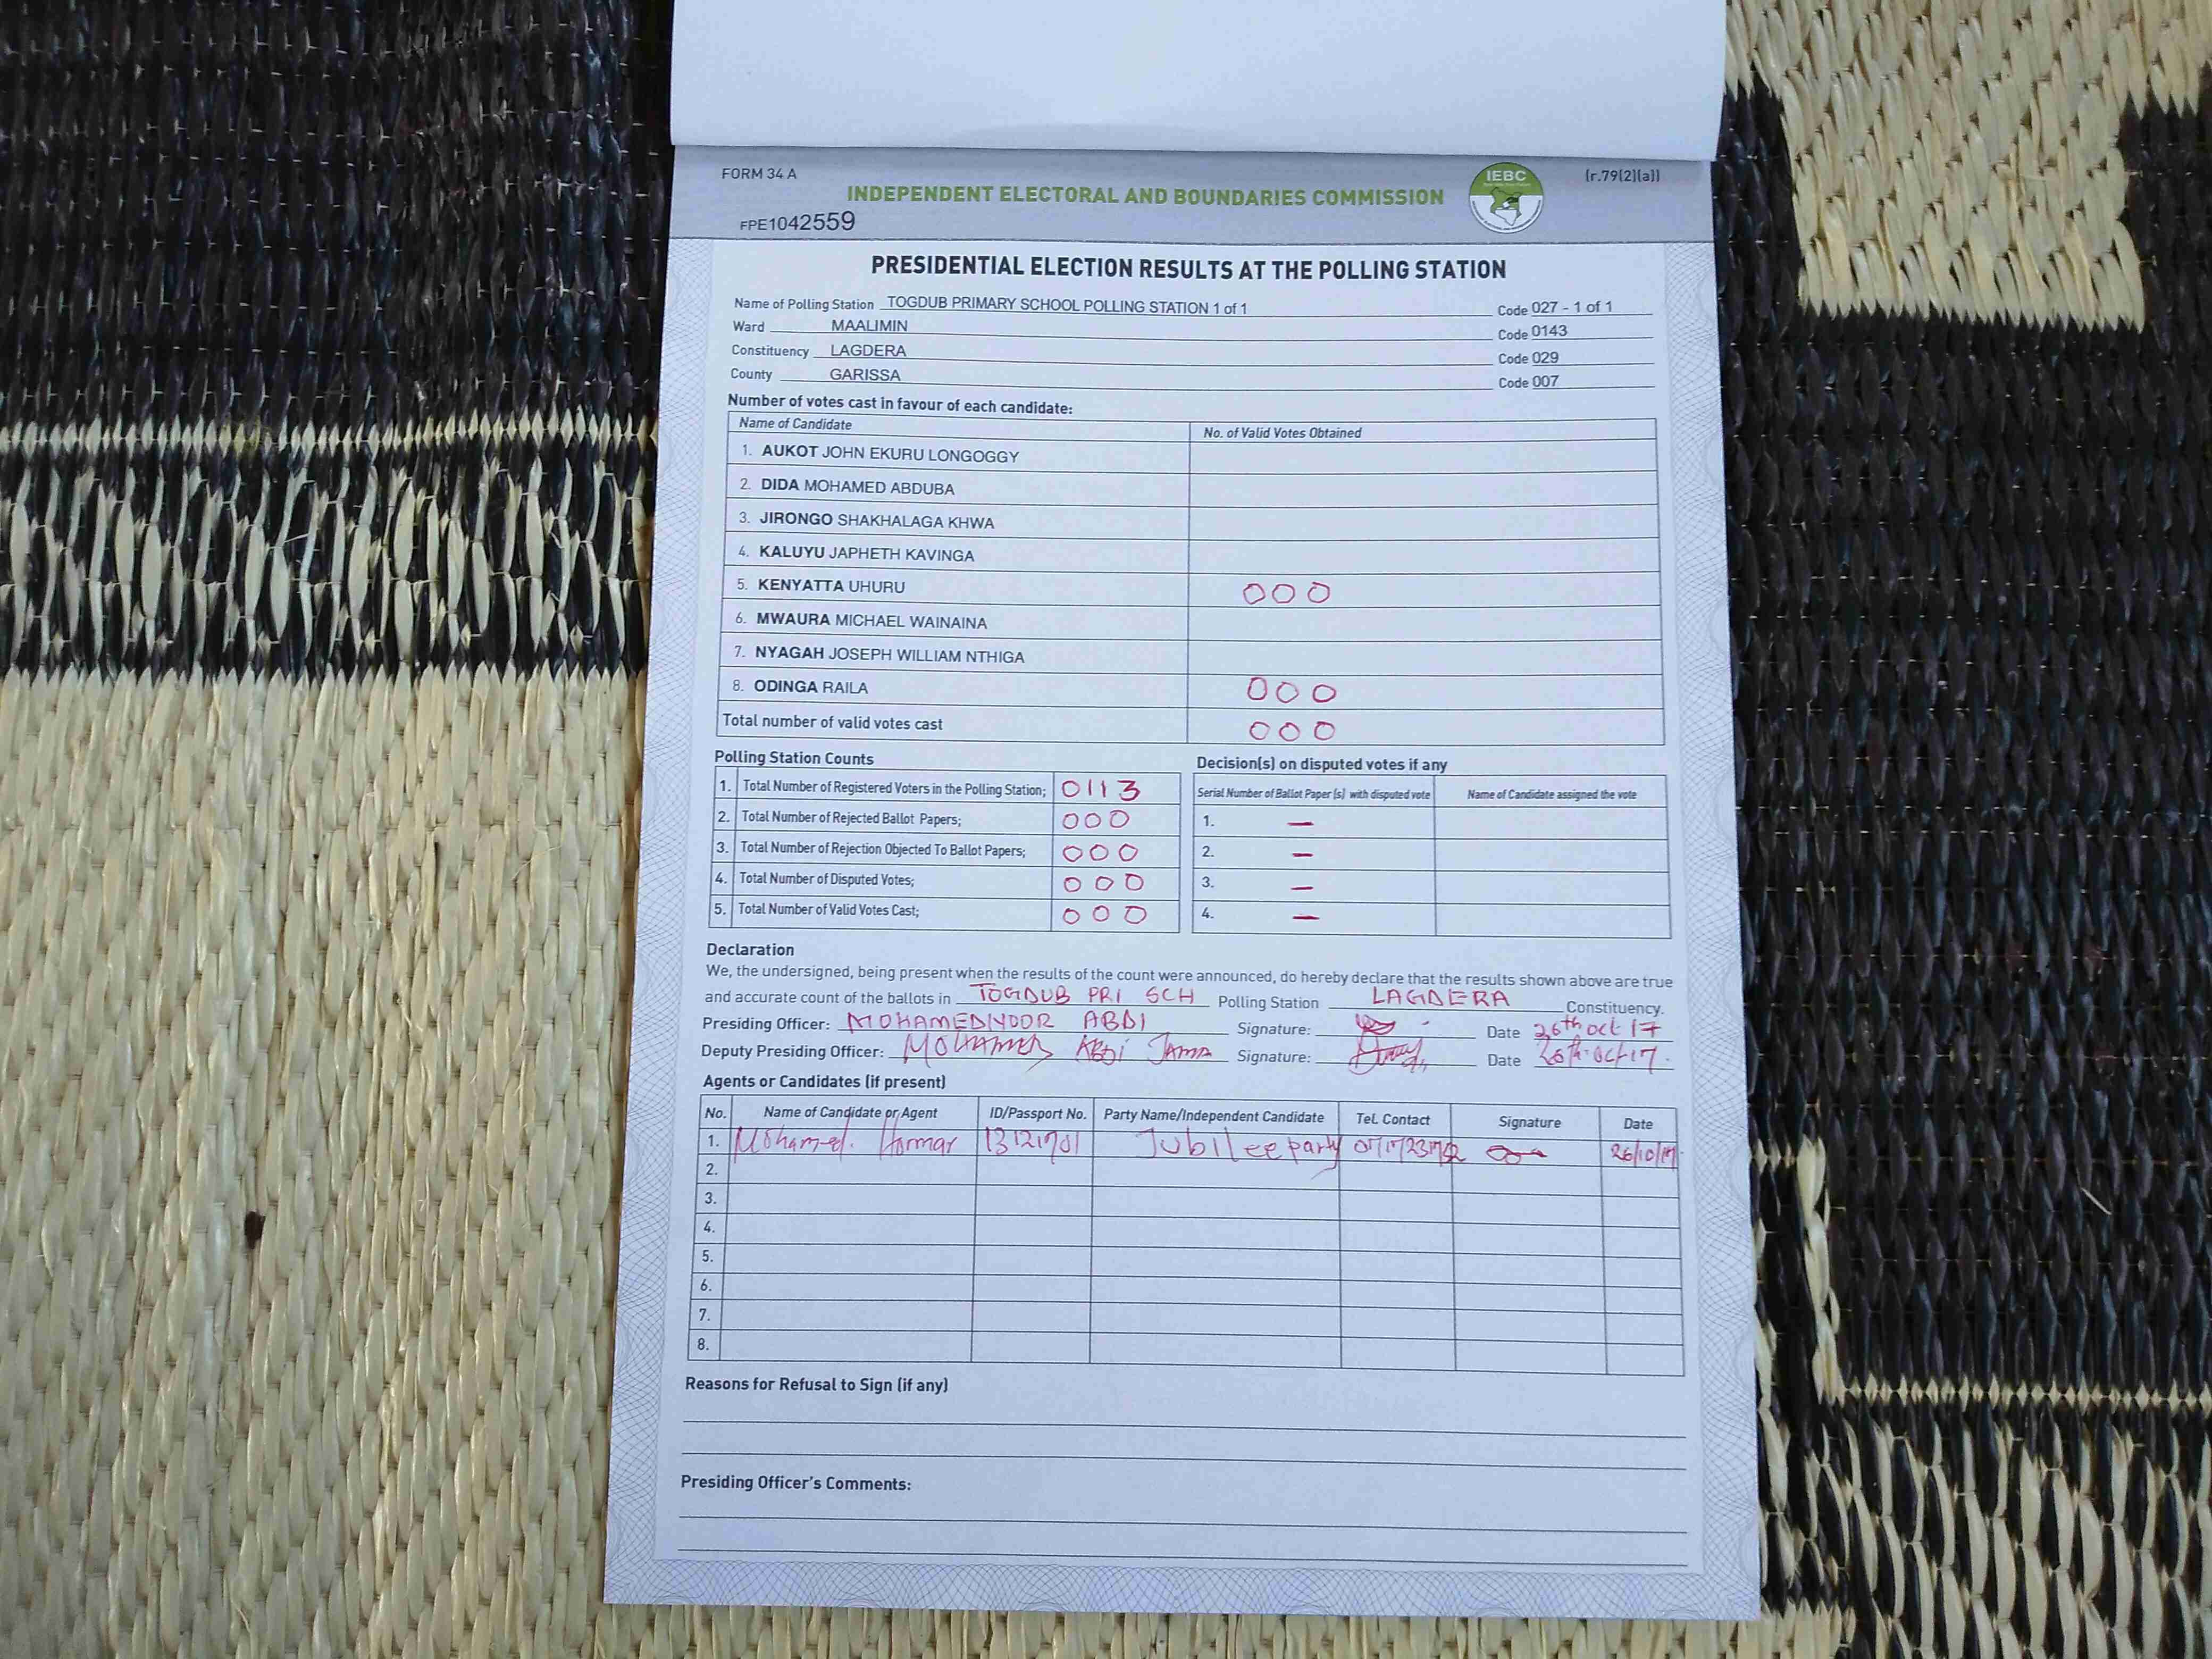 FORM 34 A
IEBC
(r.79(2)(a))
INDEPENDENT ELECTORAL AND BOUNDARIES COMMISSION
FPE1042559
PRESIDENTIAL ELECTION RESULTS AT THE POLLING STATION
Name of Polling Station TOGDUB PRIMARY SCHOOL POLLING STATION 1 of 1 Code 027 - 1 of 1
Ward MAALIMIN Code 0143
Constituency LAGDERA Code 029
County GARISSA Code 007
Number of votes cast in favour of each candidate:
Name of Candidate No. of Valid Votes Obtained
1. AUKOT JOHN EKURU LONGOGGY
2. DIDA MOHAMED ABDUBA
3. JIRONGO SHAKHALAGA KHWA
4. KALUYU JAPHETH KAVINGA
5. KENYATTA UHURU 000
6. MWAURA MICHAEL WAINAINA
7. NYAGAH JOSEPH WILLIAM NTHIGA
8. ODINGA RAILA 000
Total number of valid votes cast 000
Polling Station Counts
1. Total Number of Registered Voters in the Polling Station; 0113
2. Total Number of Rejected Ballot Papers; 000
3. Total Number of Rejection Objected To Ballot Papers; 000
4. Total Number of Disputed Votes; 000
5. Total Number of Valid Votes Cast; 000
Decision(s) on disputed votes if any
Serial Number of Ballot Paper (s) with disputed vote Name of Candidate assigned the vote
1. —
2. —
3. —
4. —
Declaration
We, the undersigned, being present when the results of the count were announced, do hereby declare that the results shown above are true
and accurate count of the ballots in TOGDUB PRI SCH Polling Station LAGDERA Constituency.
Presiding Officer: MOHAMEDNOOR ABDI Signature: Date 26th oct 17
Deputy Presiding Officer: MOHAMED ABDI JAMA Signature: Date 26th oct 17.
Agents or Candidates (if present)
No. Name of Candidate or Agent ID/Passport No. Party Name/Independent Candidate Tel. Contact Signature Date
1. Mohamed. Jubilee party 26/10/17
2.
3.
4.
5.
6.
7.
8.
Reasons for Refusal to Sign (if any)
Presiding Officer's Comments: